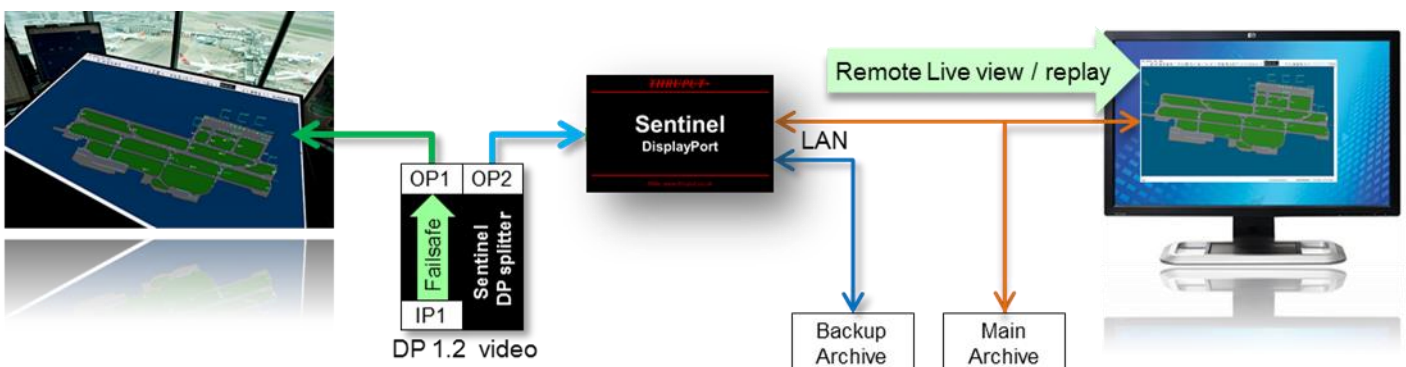 THRUPUT
Sentinel
DisplayPort
Remote Live view / replay
LAN
OP1
OP2
Failsafe
Sentinel
DP splitter
IP1
DP 1.2 video
Backup
Archive
Main
Archive